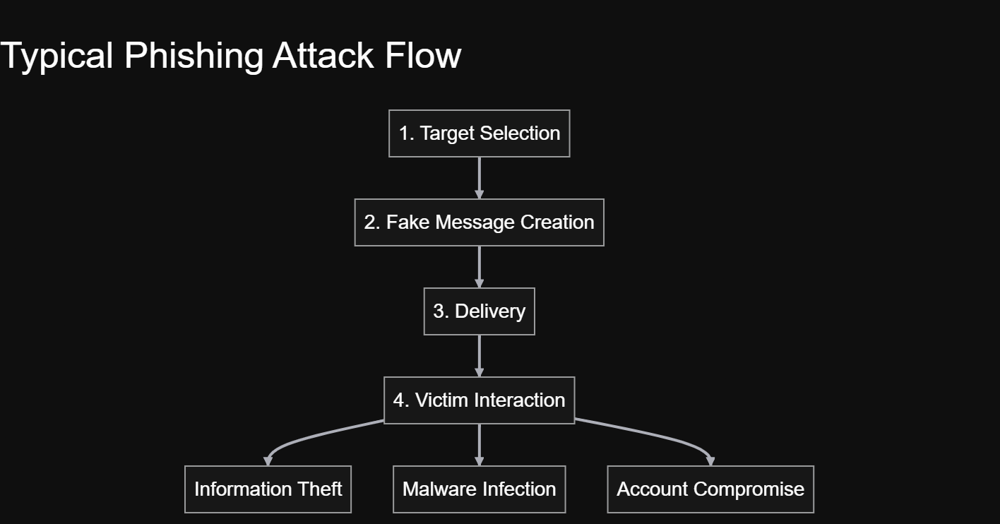 Typical Phishing Attack Flow
1. Target Selection
2. Fake Message Creation
3. Delivery
4. Victim Interaction
Information Theft
Malware Infection
Account Compromise